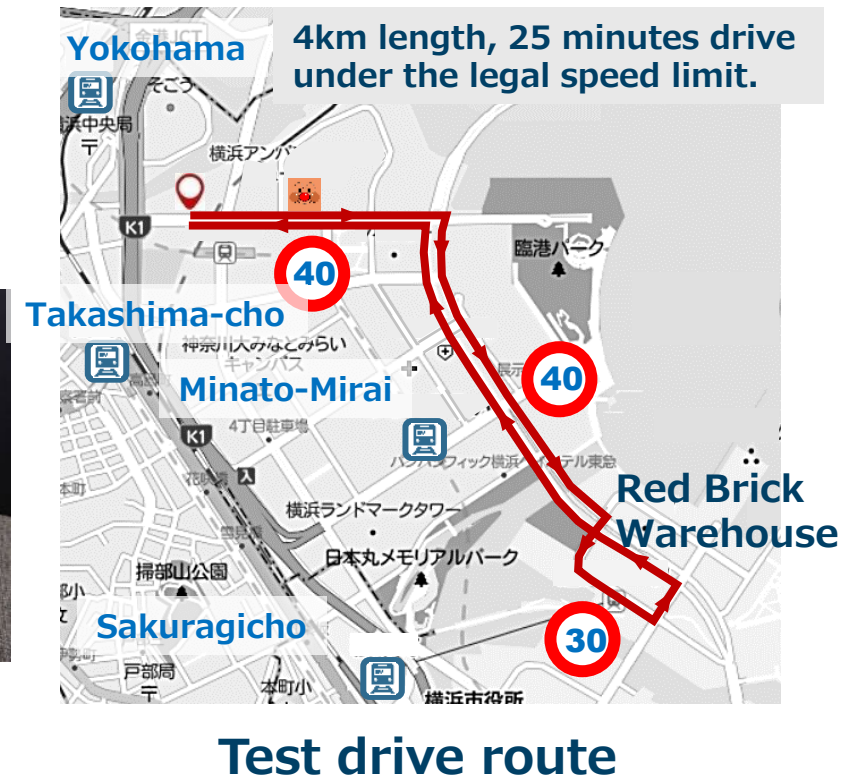 4km length, 25 minutes drive
under the legal speed limit.
Yokohama
そごう
浜中央局
横浜アンパ
K1
40
臨港パーク
Takashima-cho
神奈川大みなとみらい
キャンパス
40
展示
Minato-Mirai
K1
4丁目駐車場
パンパシフィック横浜ベイホテル東急
花咲
Red Brick
Warehouse
本町
横浜ランドマークタワー
日本丸メモリアルパーク
掃部山公園
Sakuragicho
30
戸部局
本町小
横浜市役所
Test drive route